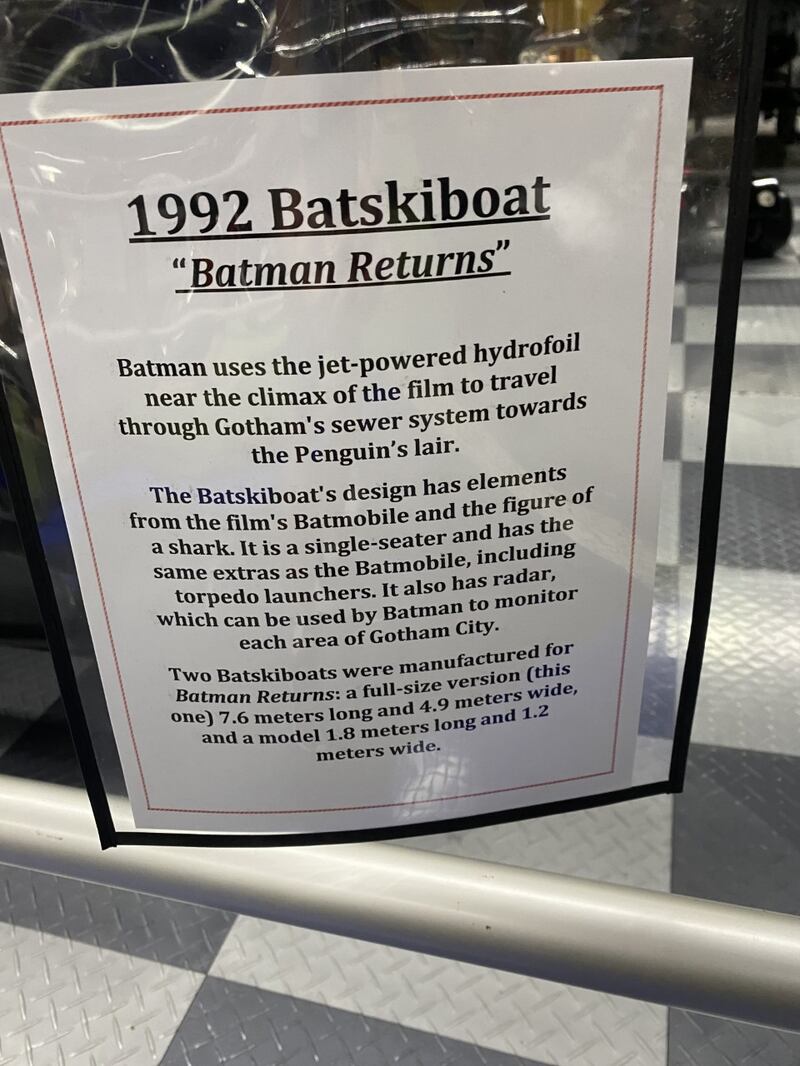 1992 Batskiboat
“Batman Returns”
Batman uses the jet-powered hydrofoil
near the climax of the film to travel
through Gotham's sewer system towards
the Penguin’s lair.
The Batskiboat's design has elements
from the film's Batmobile and the figure of
a shark. It is a single-seater and has the
same extras as the Batmobile, including
torpedo launchers. It also has radar,
which can be used by Batman to monitor
each area of Gotham City.
Two Batskiboats were manufactured for
Batman Returns: a full-size version (this
one) 7.6 meters long and 4.9 meters wide,
and a model 1.8 meters long and 1.2
meters wide.